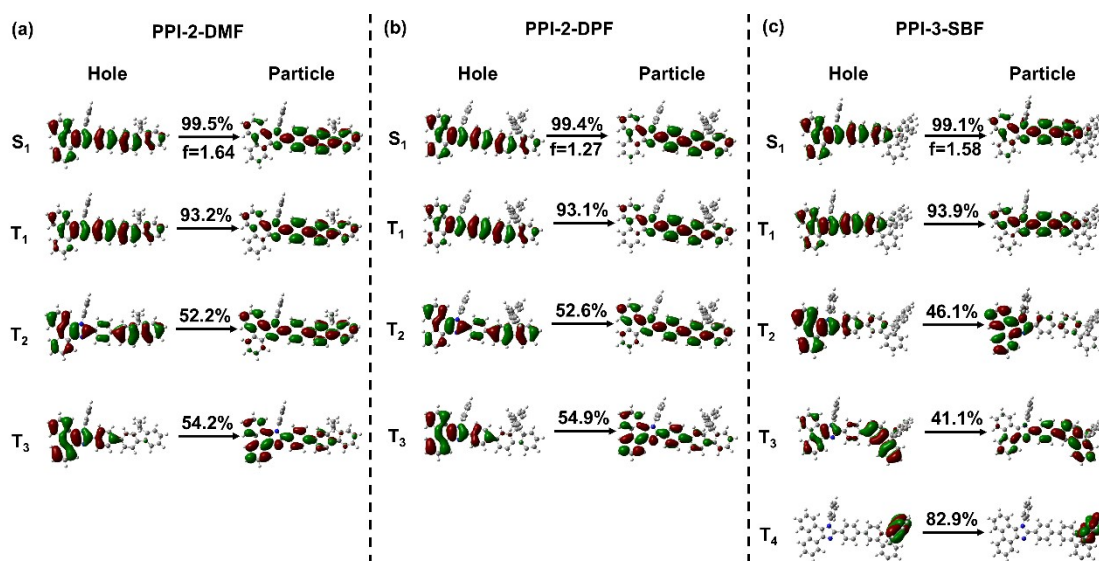 (a) PPI-2-DMF
Hole Particle
S1 99.5%
f=1.64
T1 93.2%
T2 52.2%
T3 54.2%
(b) PPI-2-DPF
Hole Particle
99.4%
f=1.27
93.1%
52.6%
T3 54.9%
(c) PPI-3-SBF
Hole Particle
S1 99.1%
f=1.58
T1 93.9%
T2 46.1%
T3 41.1%
T4 82.9%